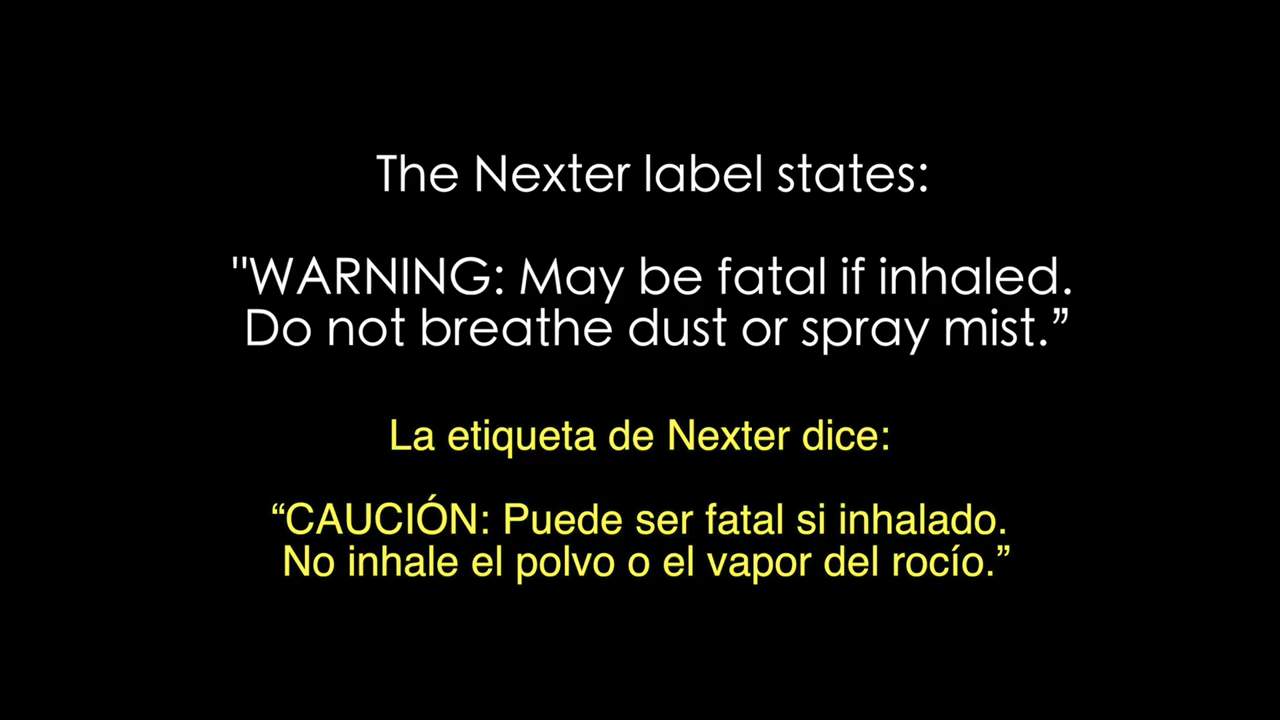 The Nexter label states:
"WARNING: May be fatal if inhaled.
Do not breathe dust or spray mist.”
La etiqueta de Nexter dice:
“CAUCIÓN: Puede ser fatal si inhalado.
No inhale el polvo o el vapor del rocío.”